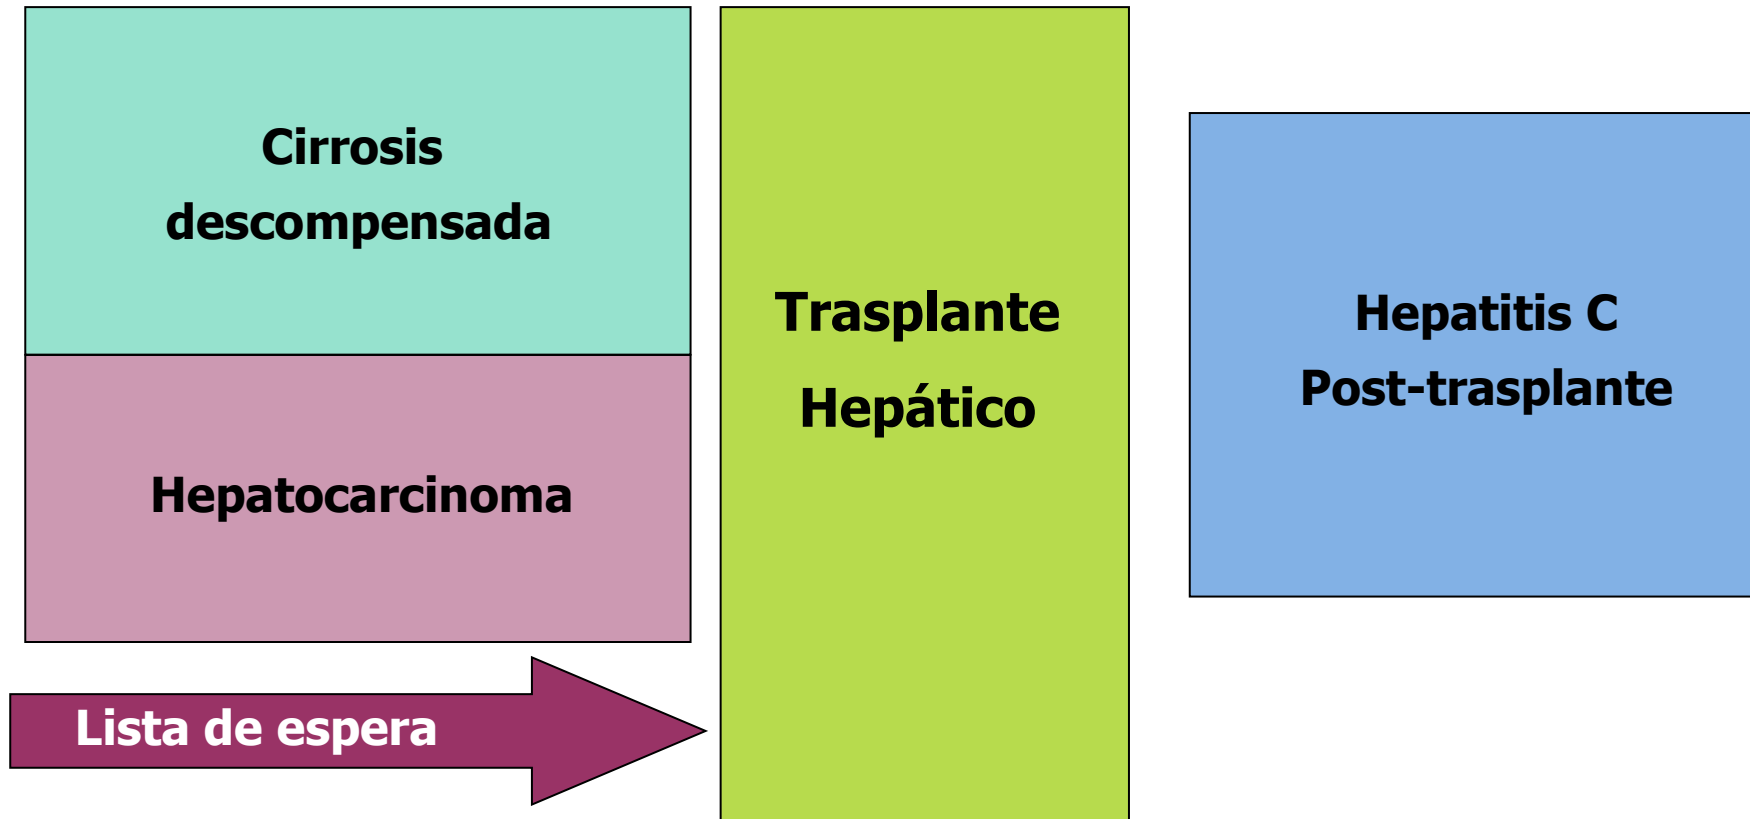 Cirrosis
descompensada
Hepatocarcinoma
Lista de espera
Trasplante
Hepático
Hepatitis C
Post-trasplante